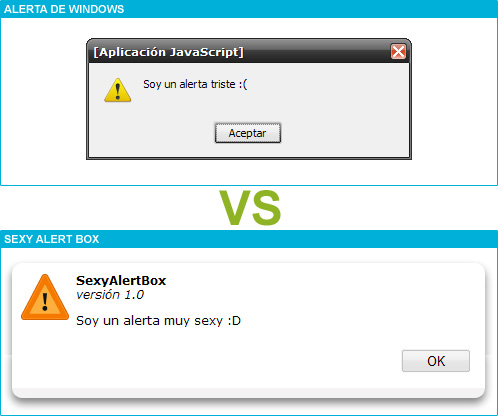 ALERTA DE WINDOWS
[Aplicación JavaScript]
Soy un alerta triste :(
Aceptar
VS
SEXY ALERT BOX
SexyAlertBox
versión 1.0
Soy un alerta muy sexy :D
OK